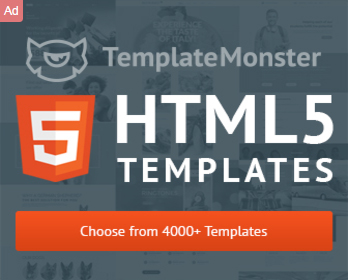 Ad
TemplateMonster
5
HTML5
TEMPLATES
Choose from 4000+ Templates